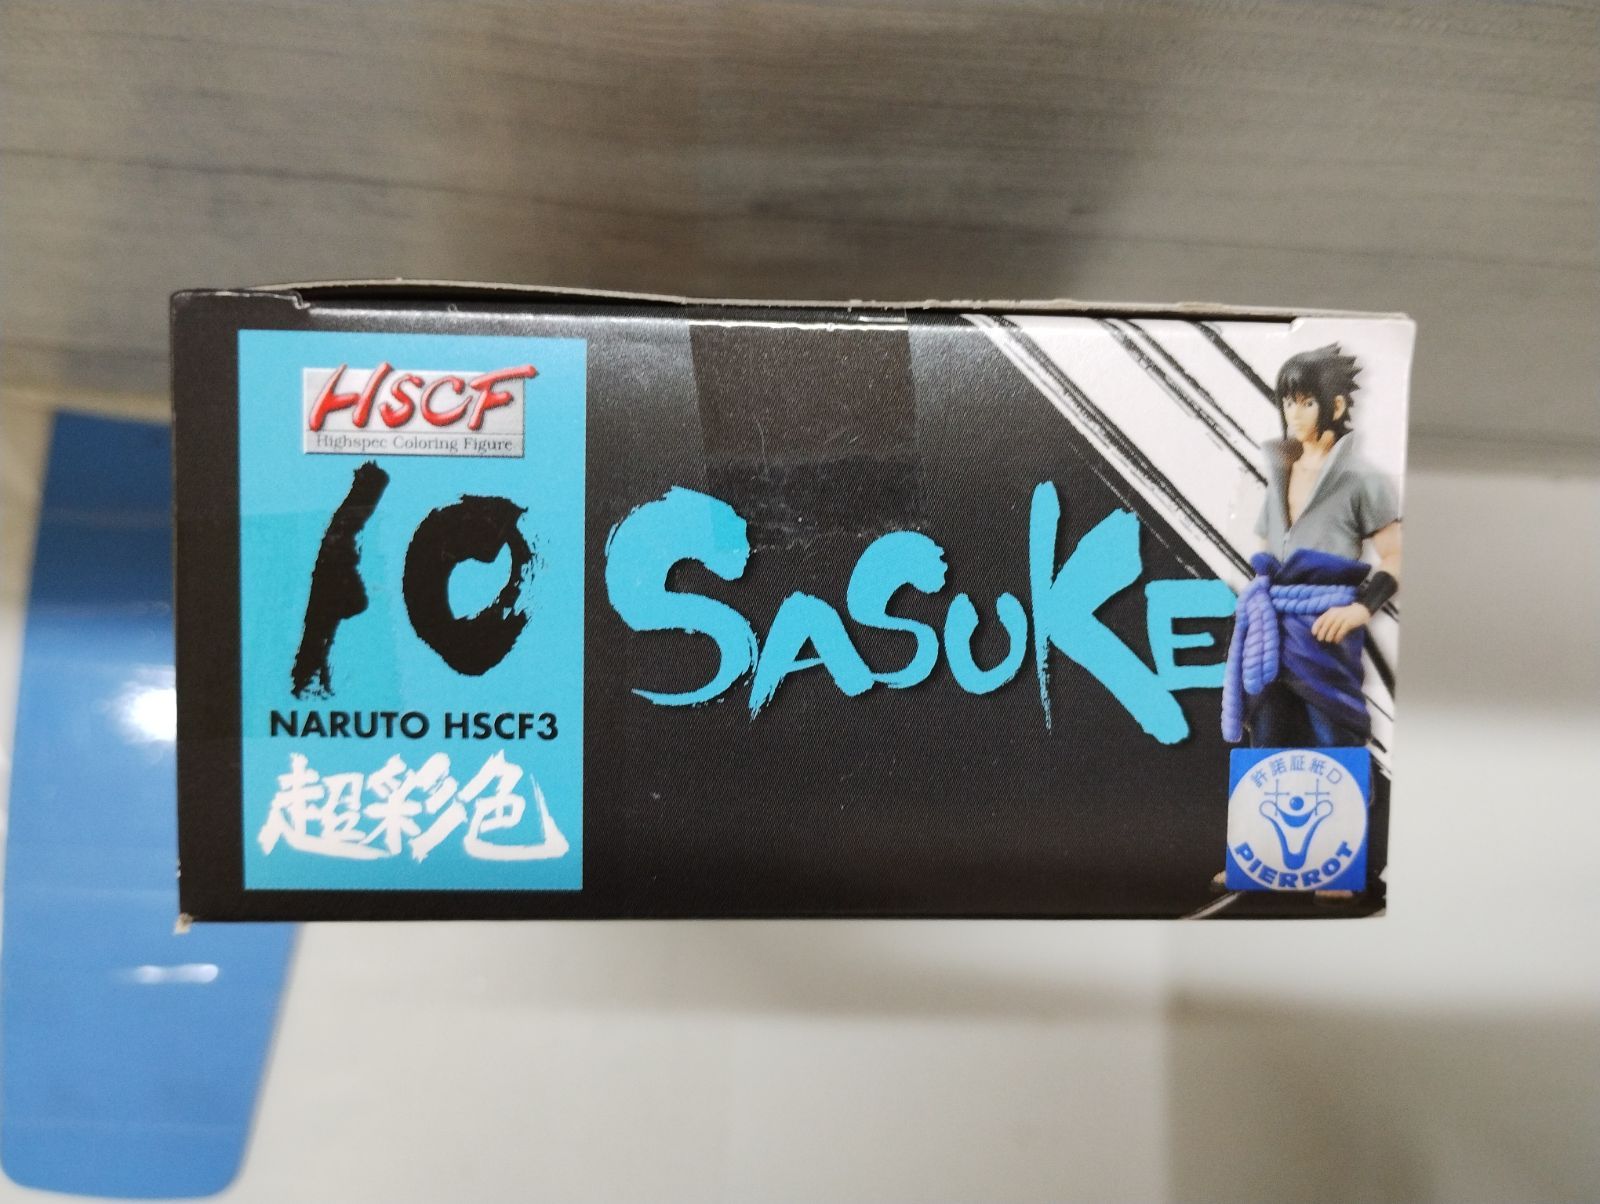 HSCF
Highspec Coloring Figure
10
NARUTO HSCF3
超彩色
SASUKE
許諾証紙D
PIERROT